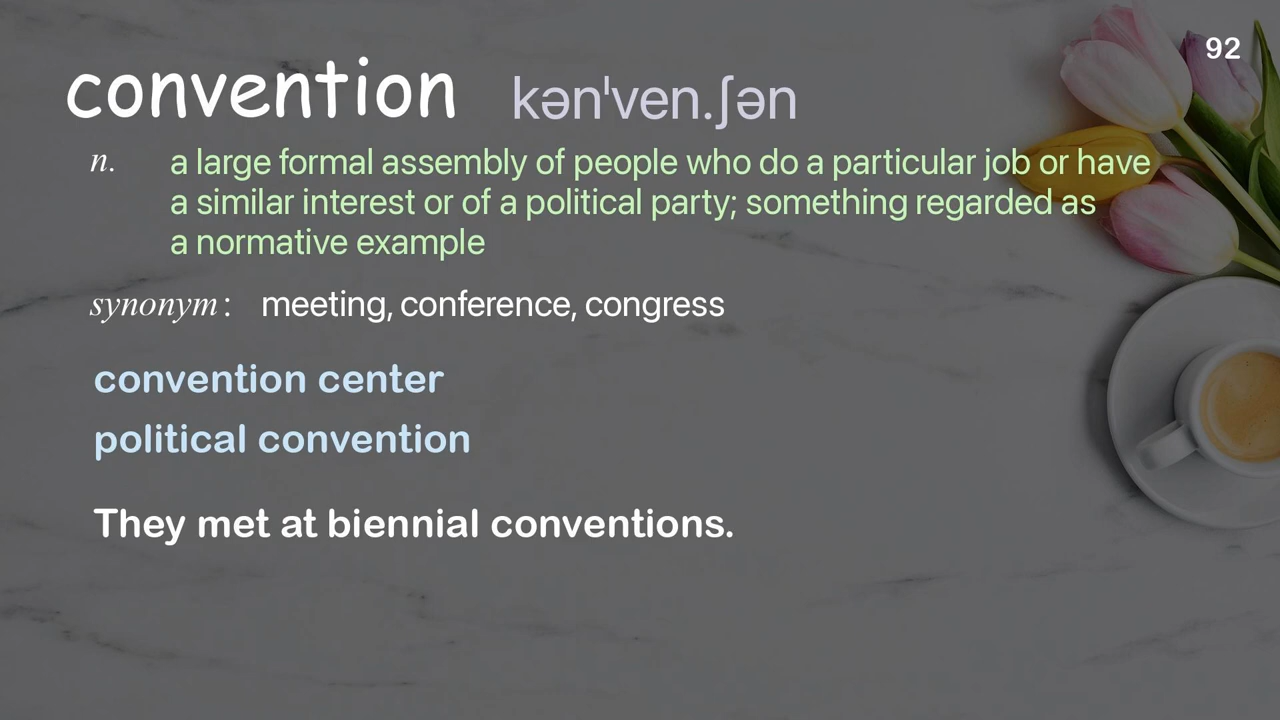 92
convention kənˈven.ʃən
n. a large formal assembly of people who do a particular job or have
a similar interest or of a political party; something regarded as
a normative example
synonym: meeting, conference, congress
convention center
political convention
They met at biennial conventions.